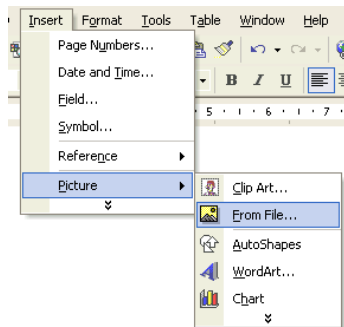 Insert Format Tools Table Window Help
Page Numbers...
Date and Time...
B I U
Field...
5 6 7
Symbol...
Reference
Picture
Clip Art...
From File...
AutoShapes
WordArt...
Chart